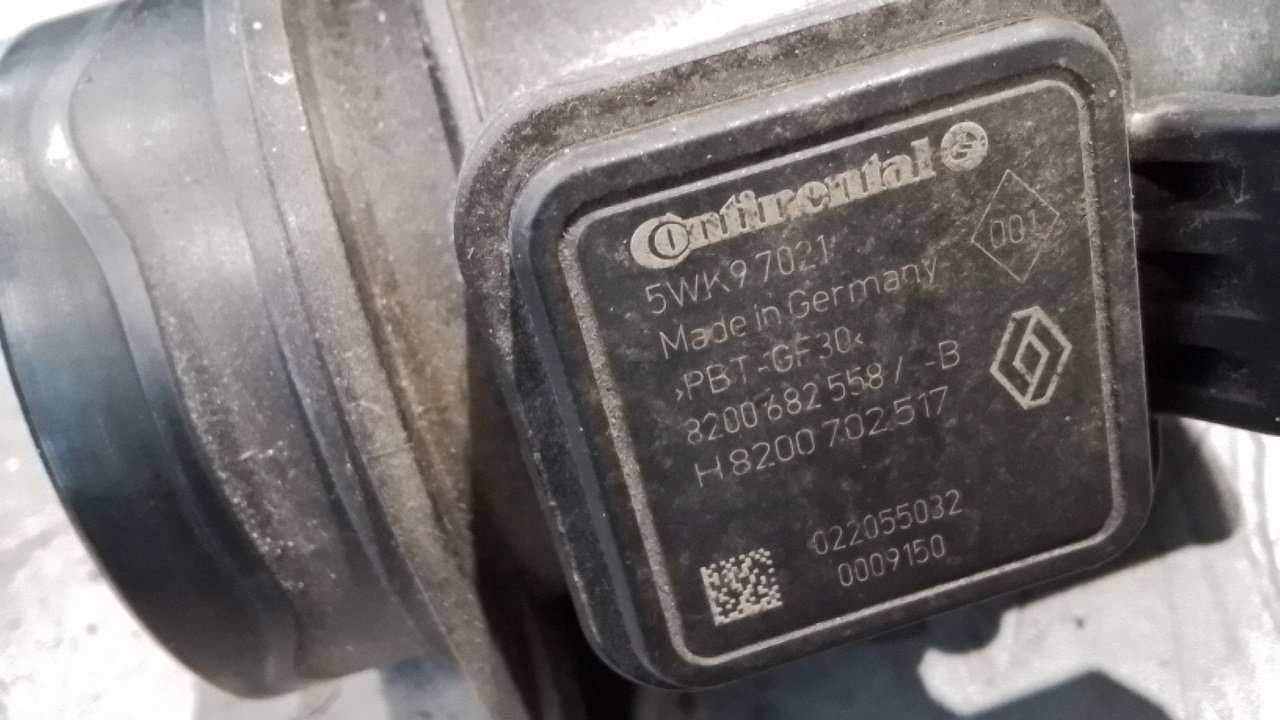 Continental
5WK9 7021
001
Made in Germany
›PBT-GF30‹
8200 682 558 / --B
H 8200 702 517
022055032
0009150